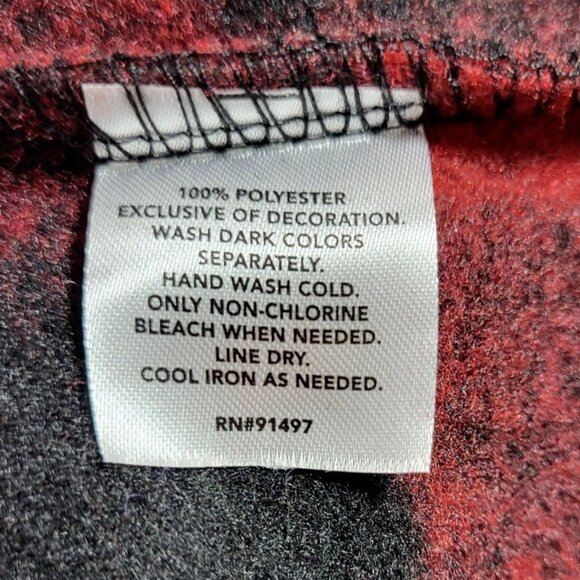 100% POLYESTER
EXCLUSIVE OF DECORATION.
WASH DARK COLORS
SEPARATELY.
HAND WASH COLD.
ONLY NON-CHLORINE
BLEACH WHEN NEEDED.
LINE DRY.
COOL IRON AS NEEDED.
RN#91497